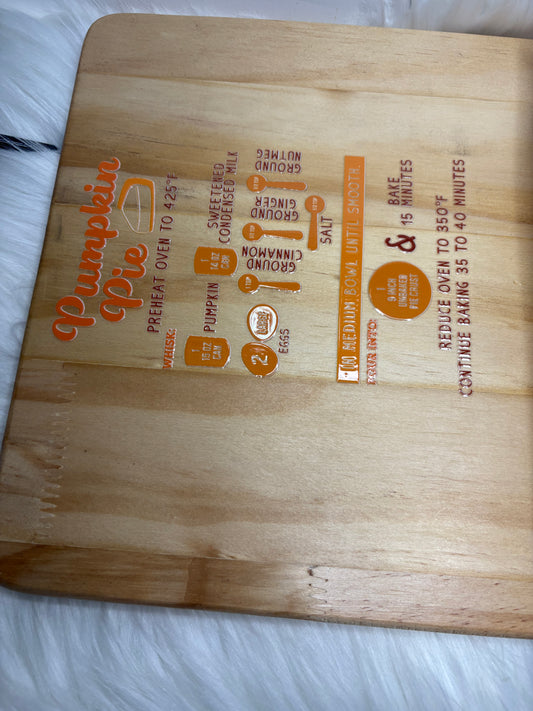 Pumpkin
Pie
PREHEAT OVEN TO 425°F
WHISK:
1
15 OZ
CAN
PUMPKIN
1
14 OZ
CAN
SWEETENED
CONDENSED MILK
2
EGGS
1 TSP
GROUND
CINNAMON
GROUND
GINGER
GROUND
NUTMEG
SALT
MEDIUM BOWL UNTIL SMOOTH.
POUR INTO:
1
9 INCH
UNBAKED
PIE CRUST
&
BAKE
15 MINUTES
REDUCE OVEN TO 350°F
CONTINUE BAKING 35 TO 40 MINUTES